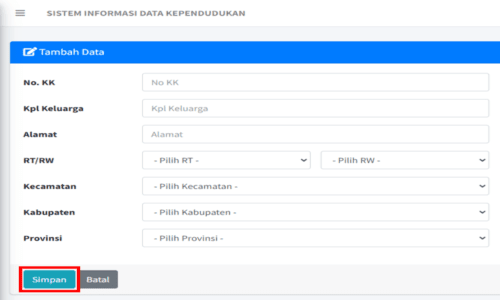 SISTEM INFORMASI DATA KEPENDUDUKAN
Tambah Data
No. KK No KK
Kpl Keluarga Kpl Keluarga
Alamat Alamat
RT/RW - Pilih RT - - Pilih RW -
Kecamatan - Pilih Kecamatan -
Kabupaten - Pilih Kabupaten -
Provinsi - Pilih Provinsi -
Simpan Batal